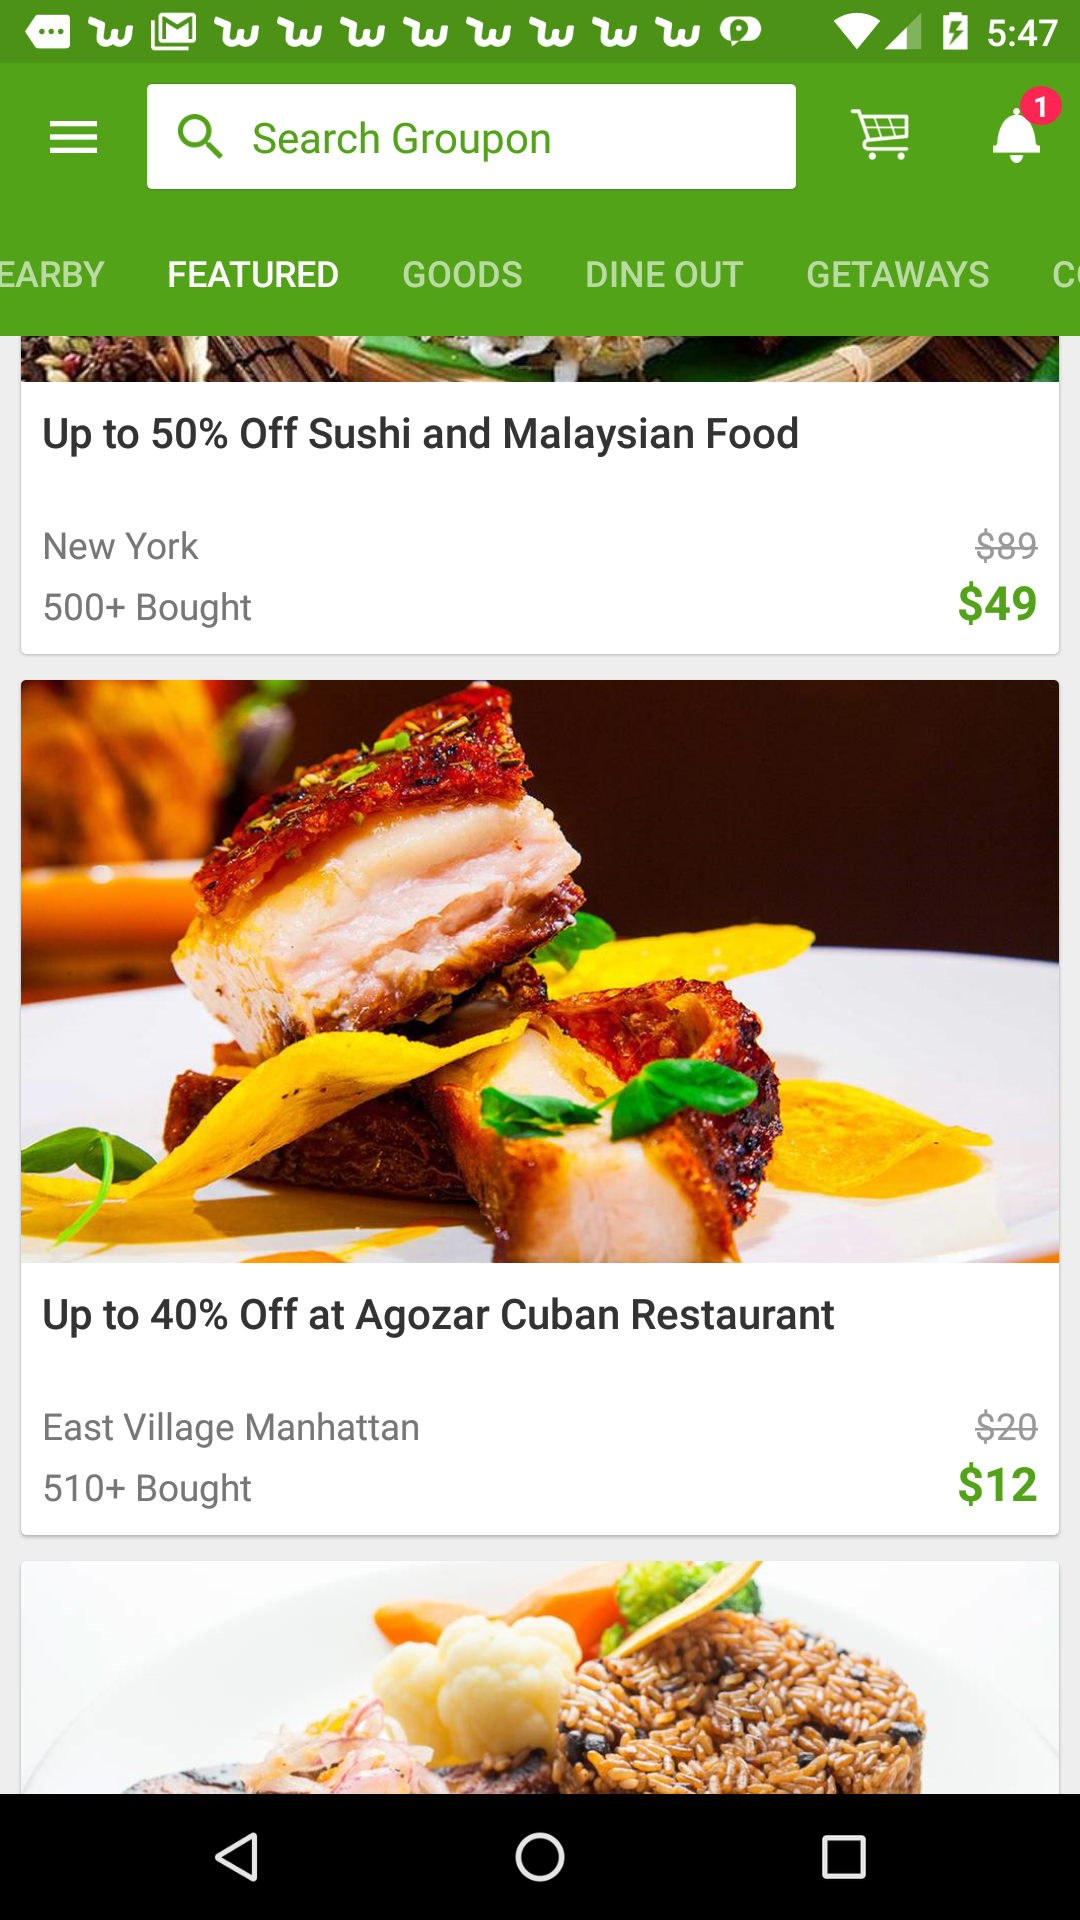 5:47
Search Groupon
1
EARBY FEATURED GOODS DINE OUT GETAWAYS
Up to 50% Off Sushi and Malaysian Food
New York $89
500+ Bought $49
Up to 40% Off at Agozar Cuban Restaurant
East Village Manhattan $20
510+ Bought $12